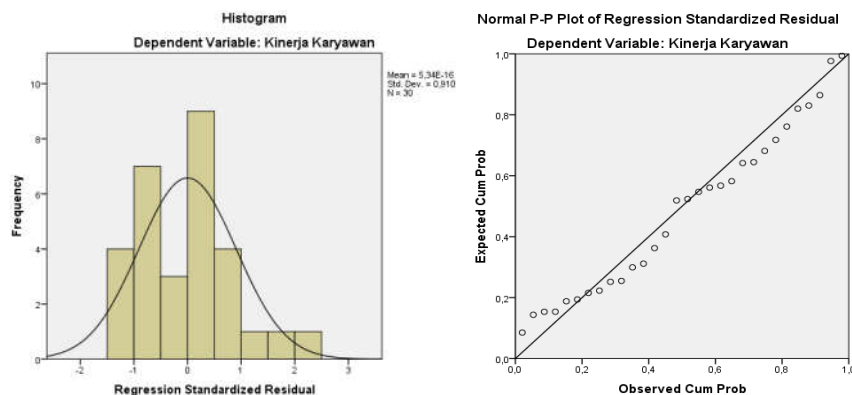 Histogram
Dependent Variable: Kinerja Karyawan
Mean = 5,34E-16
Std. Dev. = 0,910
N = 30
Frequency
10
8
6
4
2
0
-2
-1
0
1
2
3
Regression Standardized Residual
Normal P-P Plot of Regression Standardized Residual
Dependent Variable: Kinerja Karyawan
Expected Cum Prob
1,0
0,8
0,6
0,4
0,2
0,0
0,0
0,2
0,4
0,6
0,8
1,0
Observed Cum Prob